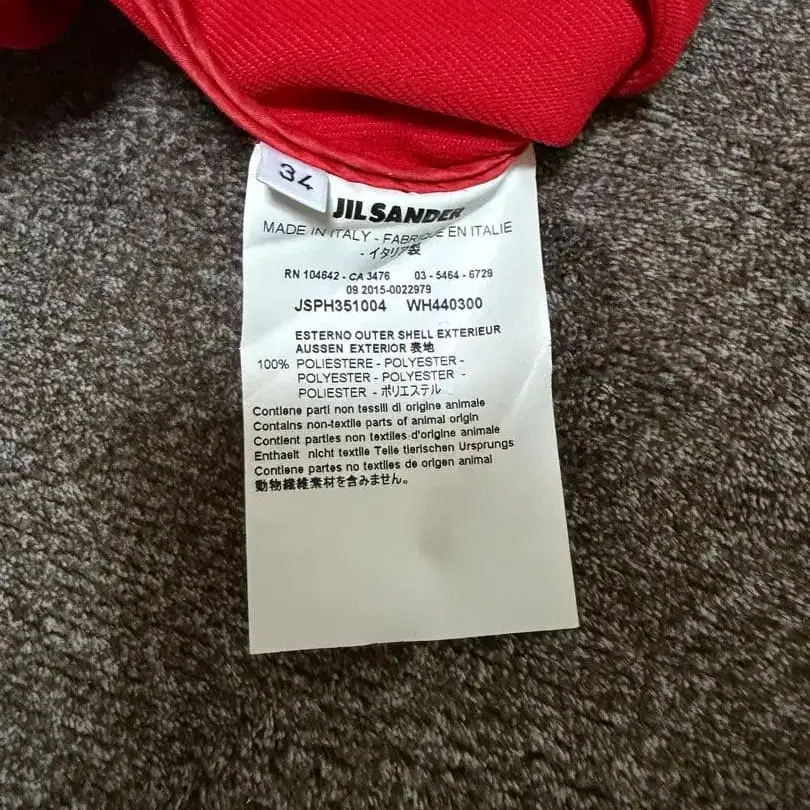 34
JILSANDER
MADE IN ITALY - FABRIQUE EN ITALIE
- イタリア製
RN 104642 - CA 3476 03 - 5464 - 6729
09 2015-0022979
JSPH351004 WH440300
ESTERNO OUTER SHELL EXTERIEUR
AUSSEN EXTERIOR 表地
100% POLIESTERE - POLYESTER -
POLYESTER - POLYESTER -
POLIESTER - ポリエステル
Contiene parti non tessili di origine animale
Contains non-textile parts of animal origin
Contient parties non textiles d'origine animale
Enthaelt nicht textile Teile tierischen Ursprungs
Contiene partes no textiles de origen animal
動物繊維素材を含みません。